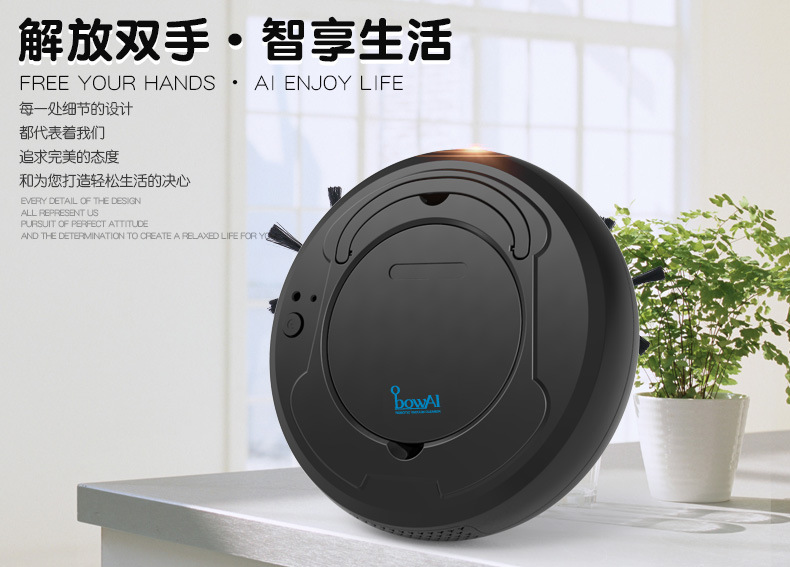 解放双手·智享生活
FREE YOUR HANDS · AI ENJOY LIFE
每一处细节的设计
都代表着我们
追求完美的态度
和为您打造轻松生活的决心
EVERY DETAIL OF THE DESIGN
ALL REPRESENT US
PURSUIT OF PERFECT ATTITUDE
AND THE DETERMINATION TO CREATE A RELAXED LIFE FOR
bowAI